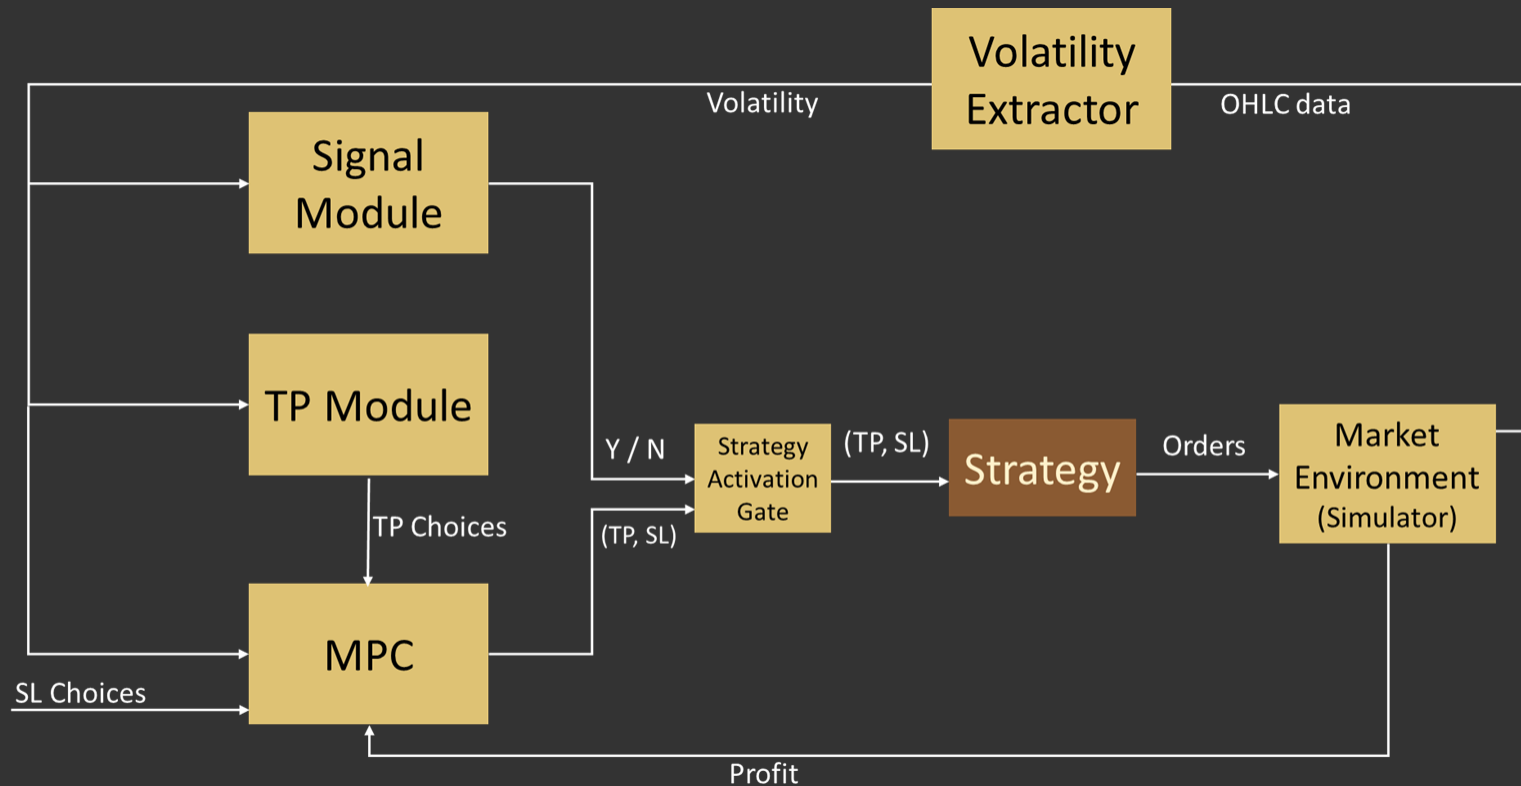 Volatility
Extractor
Volatility
OHLC data
Signal
Module
TP Module
TP Choices
MPC
SL Choices
Y / N
(TP, SL)
Strategy
Activation
Gate
(TP, SL)
Strategy
Orders
Market
Environment
(Simulator)
Profit